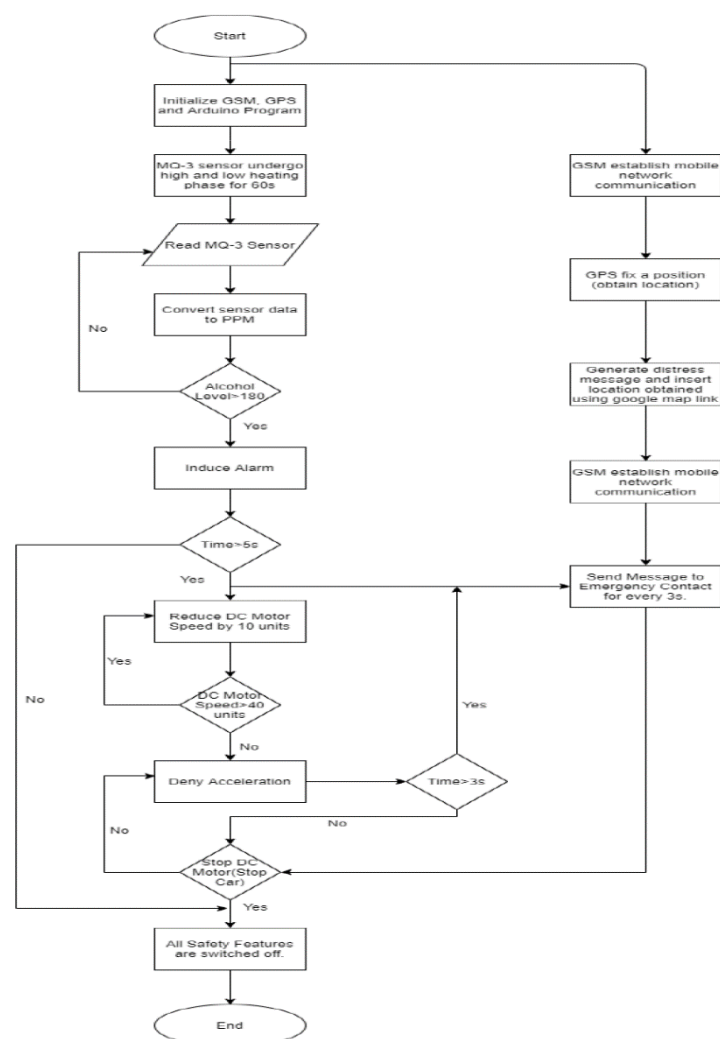 Start
Initialize GSM, GPS
and Arduino Program
MQ-3 sensor undergo
high and low heating
phase for 60s
Read MQ-3 Sensor
Convert sensor data
to PPM
No
Alcohol
Level>180
Yes
Induce Alarm
Time>5s
Yes
Reduce DC Motor
Speed by 10 units
Yes
DC Motor
Speed>40
units
No
No
Deny Acceleration
Time>3s
Yes
No
No
Stop DC
Motor(Stop
Car)
Yes
All Safety Features
are switched off.
End
GSM establish mobile
network
communication
GPS fix a position
(obtain location)
Generate distress
message and insert
location obtained
using google map link
GSM establish mobile
network
communication
Send Message to
Emergency Contact
for every 3s.